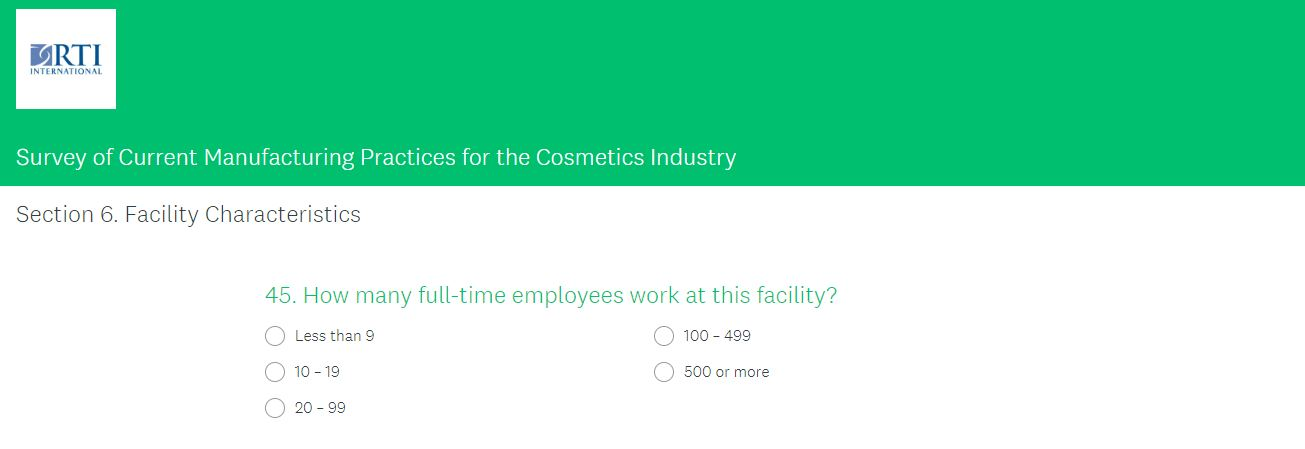 RTI
INTERNATIONAL
Survey of Current Manufacturing Practices for the Cosmetics Industry
Section 6. Facility Characteristics
45. How many full-time employees work at this facility?
Less than 9
10 – 19
20 – 99
100 – 499
500 or more